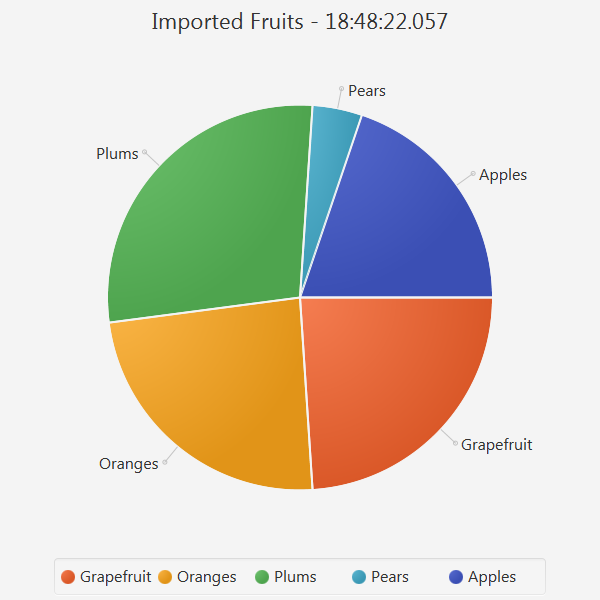 Imported Fruits - 18:48:22.057
Pears
Plums
Apples
Grapefruit
Oranges
Grapefruit Oranges Plums Pears Apples